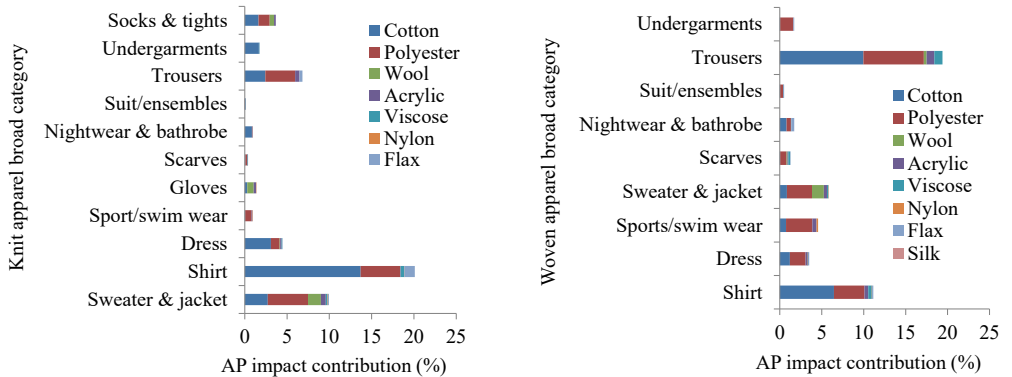 Knit apparel broad category
Socks & tights
Undergarments
Trousers
Suit/ensembles
Nightwear & bathrobe
Scarves
Gloves
Sport/swim wear
Dress
Shirt
Sweater & jacket
0 5 10 15 20 25
AP impact contribution (%)
Cotton
Polyester
Wool
Acrylic
Viscose
Nylon
Flax
Woven apparel broad category
Undergarments
Trousers
Suit/ensembles
Nightwear & bathrobe
Scarves
Sweater & jacket
Sports/swim wear
Dress
Shirt
0 5 10 15 20 25
AP impact contribution (%)
Cotton
Polyester
Wool
Acrylic
Viscose
Nylon
Flax
Silk